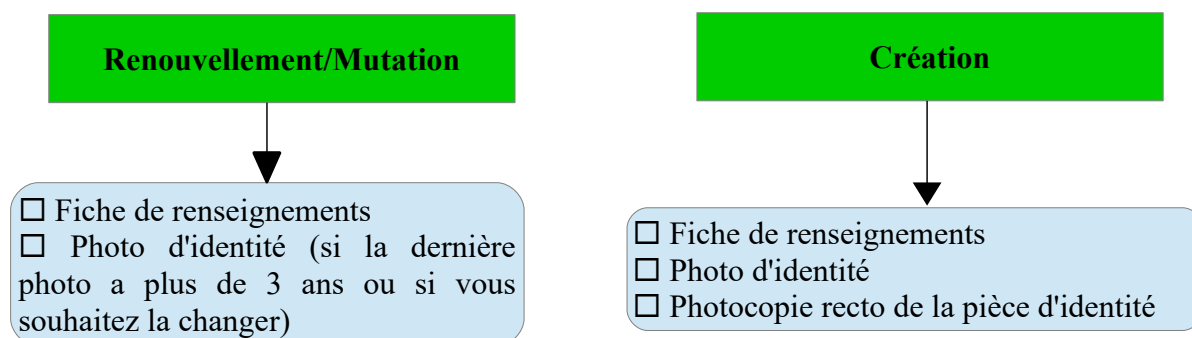 Renouvellement/Mutation
☐ Fiche de renseignements
☐ Photo d'identité (si la dernière
photo a plus de 3 ans ou si vous
souhaitez la changer)
Création
☐ Fiche de renseignements
☐ Photo d'identité
☐ Photocopie recto de la pièce d'identité